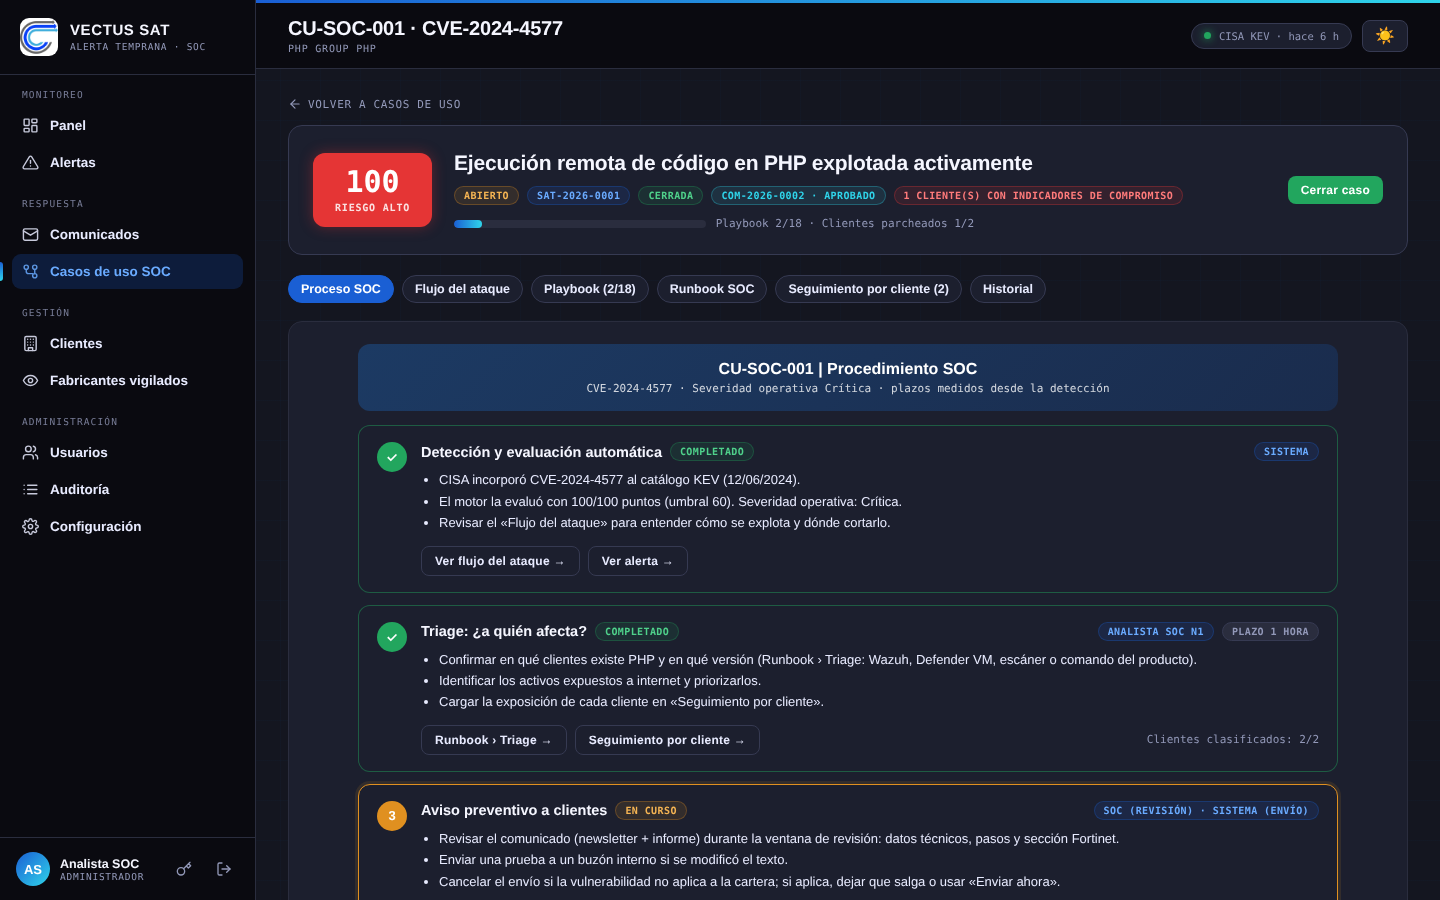 VECTUS SAT
ALERTA TEMPRANA · SOC
MONITOREO
Panel
Alertas
RESPUESTA
Comunicados
Casos de uso SOC
GESTIÓN
Clientes
Fabricantes vigilados
ADMINISTRACIÓN
Usuarios
Auditoría
Configuración
AS
Analista SOC
ADMINISTRADOR
CU-SOC-001 · CVE-2024-4577
PHP GROUP PHP
CISA KEV · hace 6 h
← VOLVER A CASOS DE USO
100
RIESGO ALTO
Ejecución remota de código en PHP explotada activamente
ABIERTO SAT-2026-0001 CERRADA COM-2026-0002 · APROBADO 1 CLIENTE(S) CON INDICADORES DE COMPROMISO
Playbook 2/18 · Clientes parcheados 1/2
Cerrar caso
Proceso SOC Flujo del ataque Playbook (2/18) Runbook SOC Seguimiento por cliente (2) Historial
CU-SOC-001 | Procedimiento SOC
CVE-2024-4577 · Severidad operativa Crítica · plazos medidos desde la detección
Detección y evaluación automática COMPLETADO SISTEMA
• CISA incorporó CVE-2024-4577 al catálogo KEV (12/06/2024).
• El motor la evaluó con 100/100 puntos (umbral 60). Severidad operativa: Crítica.
• Revisar el «Flujo del ataque» para entender cómo se explota y dónde cortarlo.
Ver flujo del ataque → Ver alerta →
Triage: ¿a quién afecta? COMPLETADO ANALISTA SOC N1 PLAZO 1 HORA
• Confirmar en qué clientes existe PHP y en qué versión (Runbook › Triage: Wazuh, Defender VM, escáner o comando del producto).
• Identificar los activos expuestos a internet y priorizarlos.
• Cargar la exposición de cada cliente en «Seguimiento por cliente».
Runbook › Triage → Seguimiento por cliente → Clientes clasificados: 2/2
3 Aviso preventivo a clientes EN CURSO SOC (REVISIÓN) · SISTEMA (ENVÍO)
• Revisar el comunicado (newsletter + informe) durante la ventana de revisión: datos técnicos, pasos y sección Fortinet.
• Enviar una prueba a un buzón interno si se modificó el texto.
• Cancelar el envío si la vulnerabilidad no aplica a la cartera; si aplica, dejar que salga o usar «Enviar ahora».